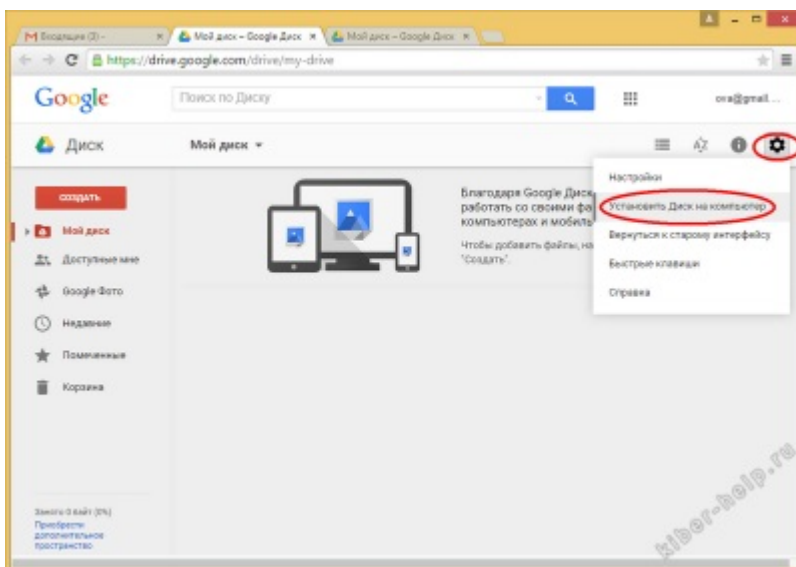 Входящие (3) -
Мой диск – Google Диск
Мой диск – Google Диск
https://drive.google.com/drive/my-drive
Google
Поиск по Диску
ova@gmail...
Диск
Мой диск
AZ
СОЗДАТЬ
Мой диск
Доступные мне
Google Фото
Недавние
Помеченные
Корзина
Благодаря Google Диск
работать со своими фа
компьютерах и мобиль
Чтобы добавить файлы, на
"Создать".
Настройки
Установить Диск на компьютер
Вернуться к старому интерфейсу
Быстрые клавиши
Справка
Занято 0 байт (0%)
Приобрести
дополнительное
пространство
kiber-help.ru